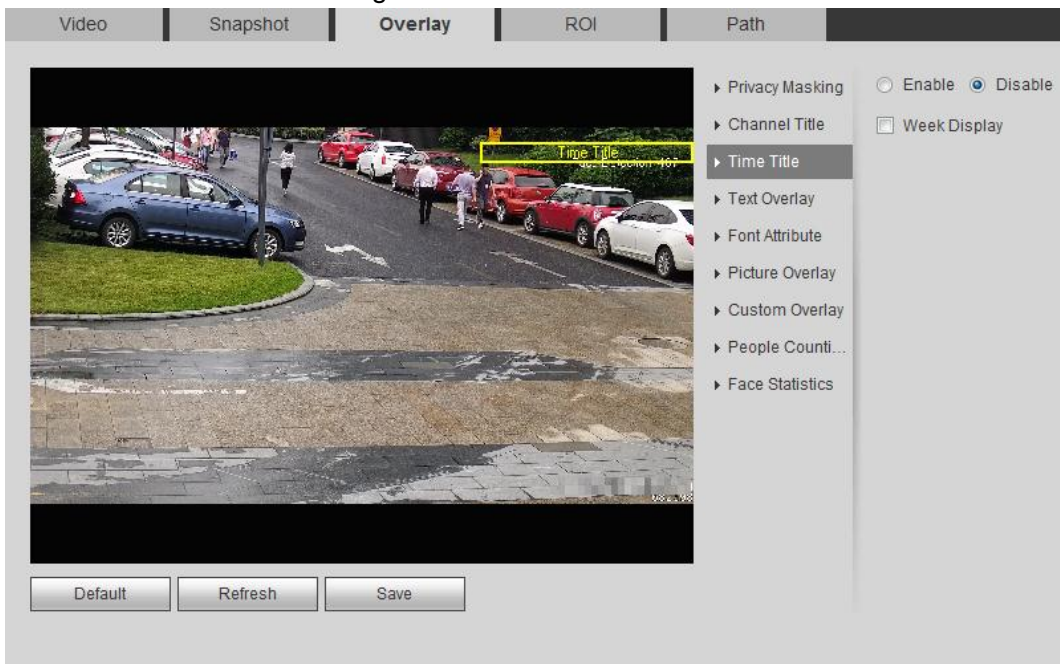 Video Snapshot Overlay ROI Path
Privacy Masking
Channel Title
Time Title
Text Overlay
Font Attribute
Picture Overlay
Custom Overlay
People Counti...
Face Statistics
Enable Disable
Week Display
Time Title
Default Refresh Save